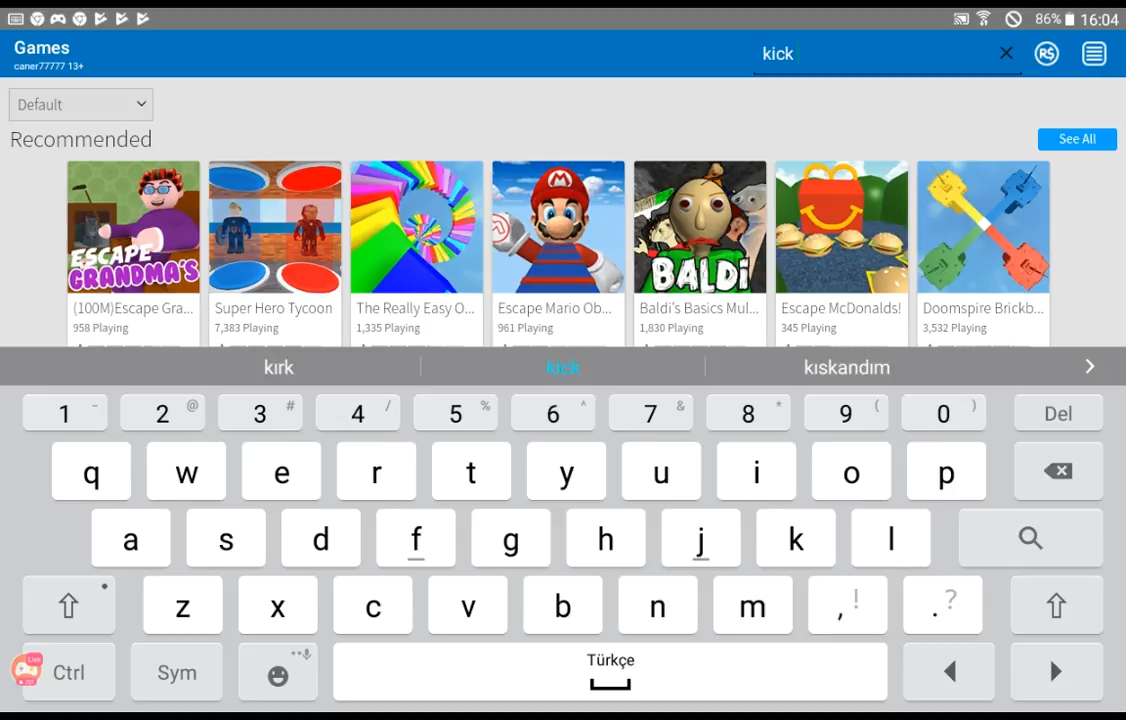 86% 16:04
Games
caner77777 13+
kick
R$
Default
Recommended
See All
ESCAPE GRANDMA'S
M
BALDi
(100M)Escape Gra...
Super Hero Tycoon
The Really Easy O...
Escape Mario Ob...
Baldi's Basics Mul...
Escape McDonalds!
Doomspire Brickb...
958 Playing
7,383 Playing
1,335 Playing
961 Playing
1,830 Playing
345 Playing
3,532 Playing
kırk kick kıskandım
1 - 2 @ 3 # 4 / 5 % 6 ^ 7 & 8 * 9 ( 0 ) Del
q w e r t y u i o p
a s d f g h j k l
z x c v b n m , ! . ?
Live Ctrl Sym Türkçe